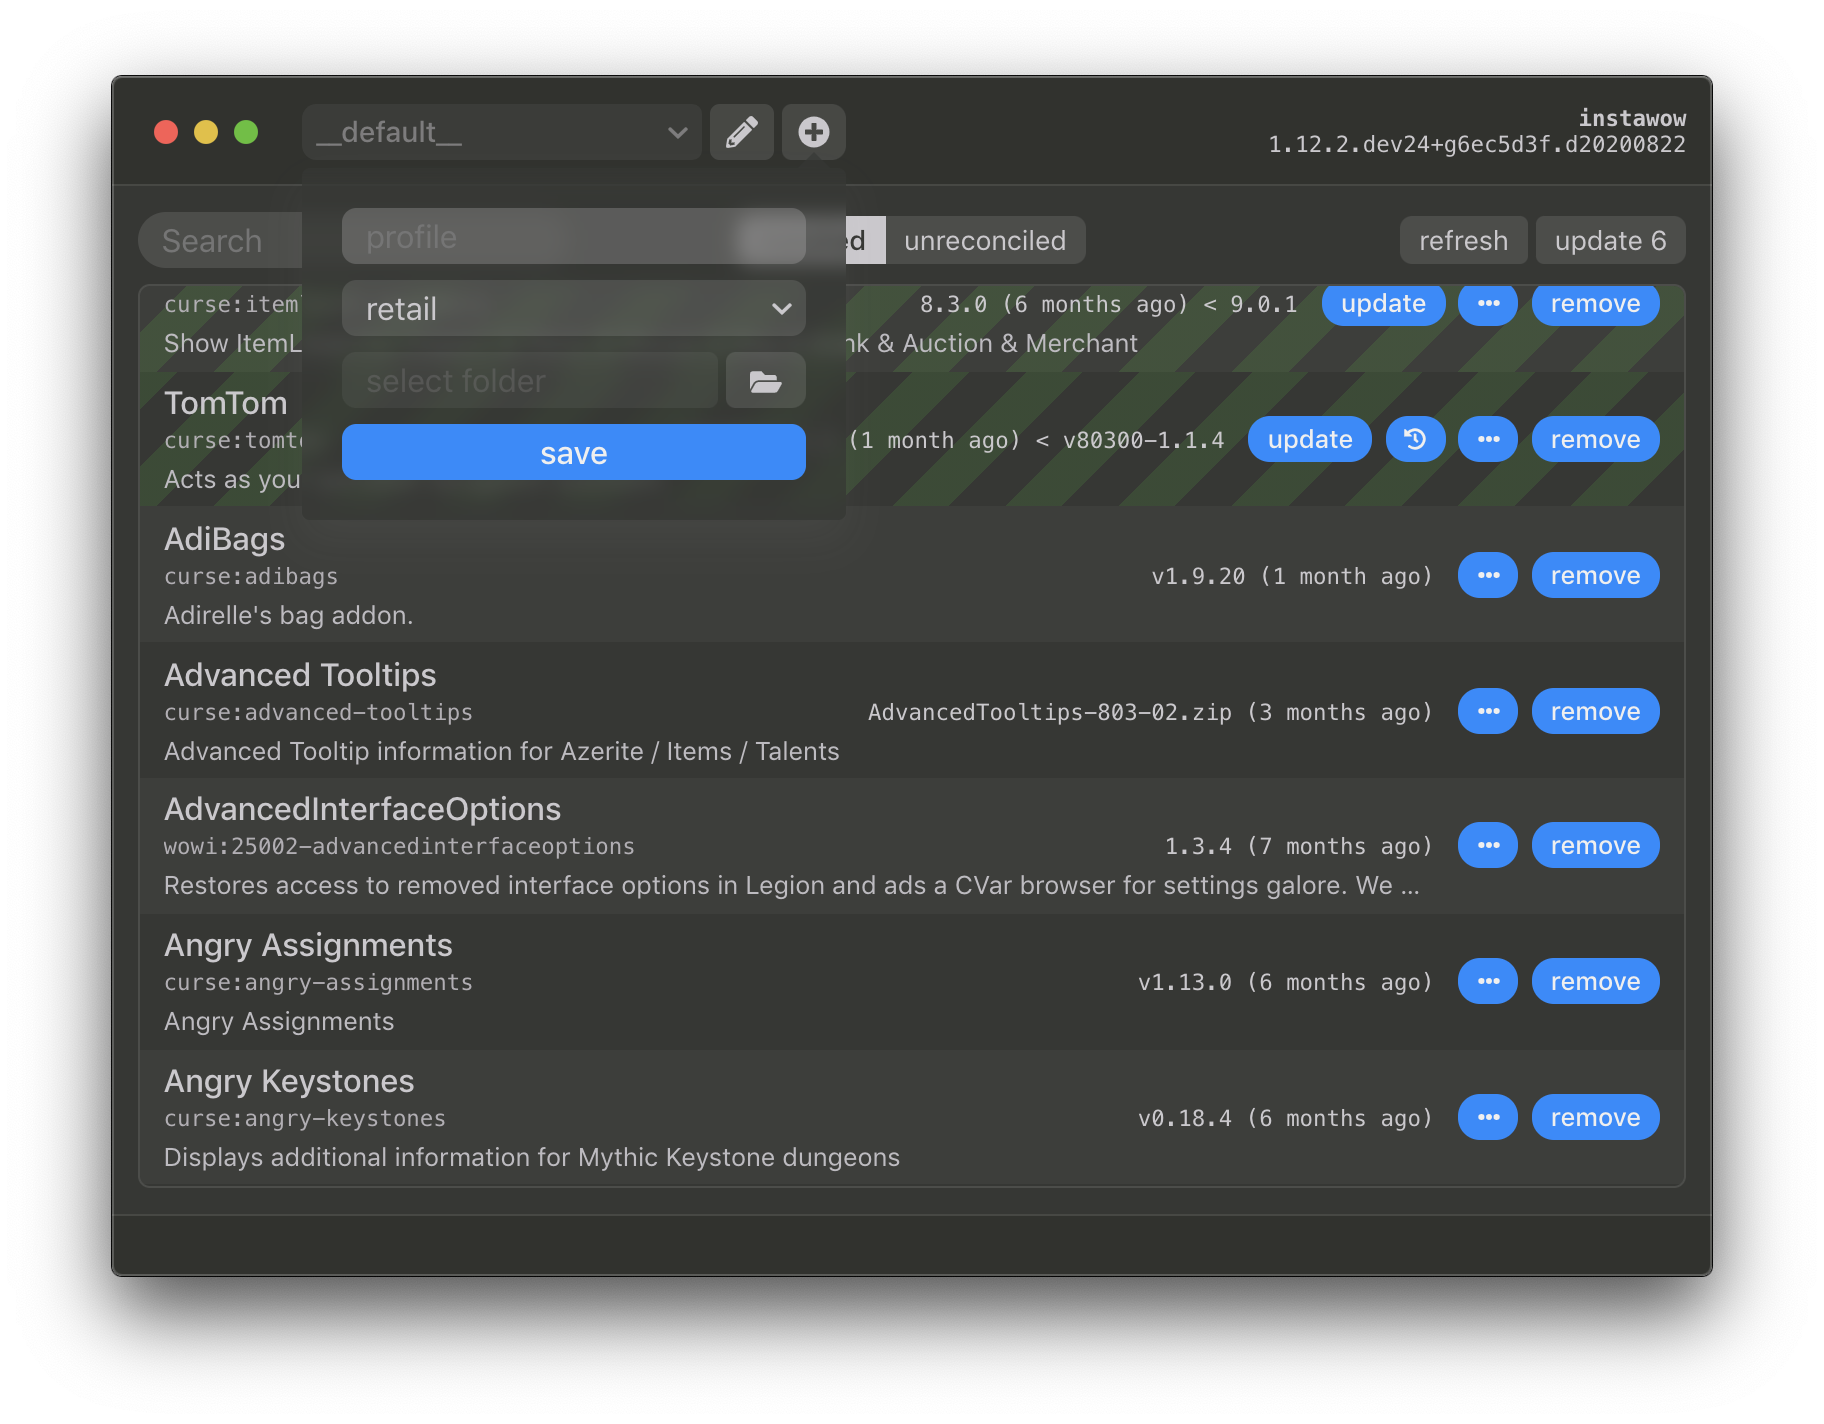 __default__
instawow
1.12.2.dev24+g6ec5d3f.d20200822
Search
profile
ed
unreconciled
refresh
update 6
retail
select folder
save
curse:item
8.3.0 (6 months ago) < 9.0.1
update
remove
Show ItemL
nk & Auction & Merchant
TomTom
curse:tomt
(1 month ago) < v80300-1.1.4
update
remove
Acts as you
AdiBags
curse:adibags
v1.9.20 (1 month ago)
remove
Adirelle's bag addon.
Advanced Tooltips
curse:advanced-tooltips
AdvancedTooltips-803-02.zip (3 months ago)
remove
Advanced Tooltip information for Azerite / Items / Talents
AdvancedInterfaceOptions
wowi:25002-advancedinterfaceoptions
1.3.4 (7 months ago)
remove
Restores access to removed interface options in Legion and ads a CVar browser for settings galore. We ...
Angry Assignments
curse:angry-assignments
v1.13.0 (6 months ago)
remove
Angry Assignments
Angry Keystones
curse:angry-keystones
v0.18.4 (6 months ago)
remove
Displays additional information for Mythic Keystone dungeons